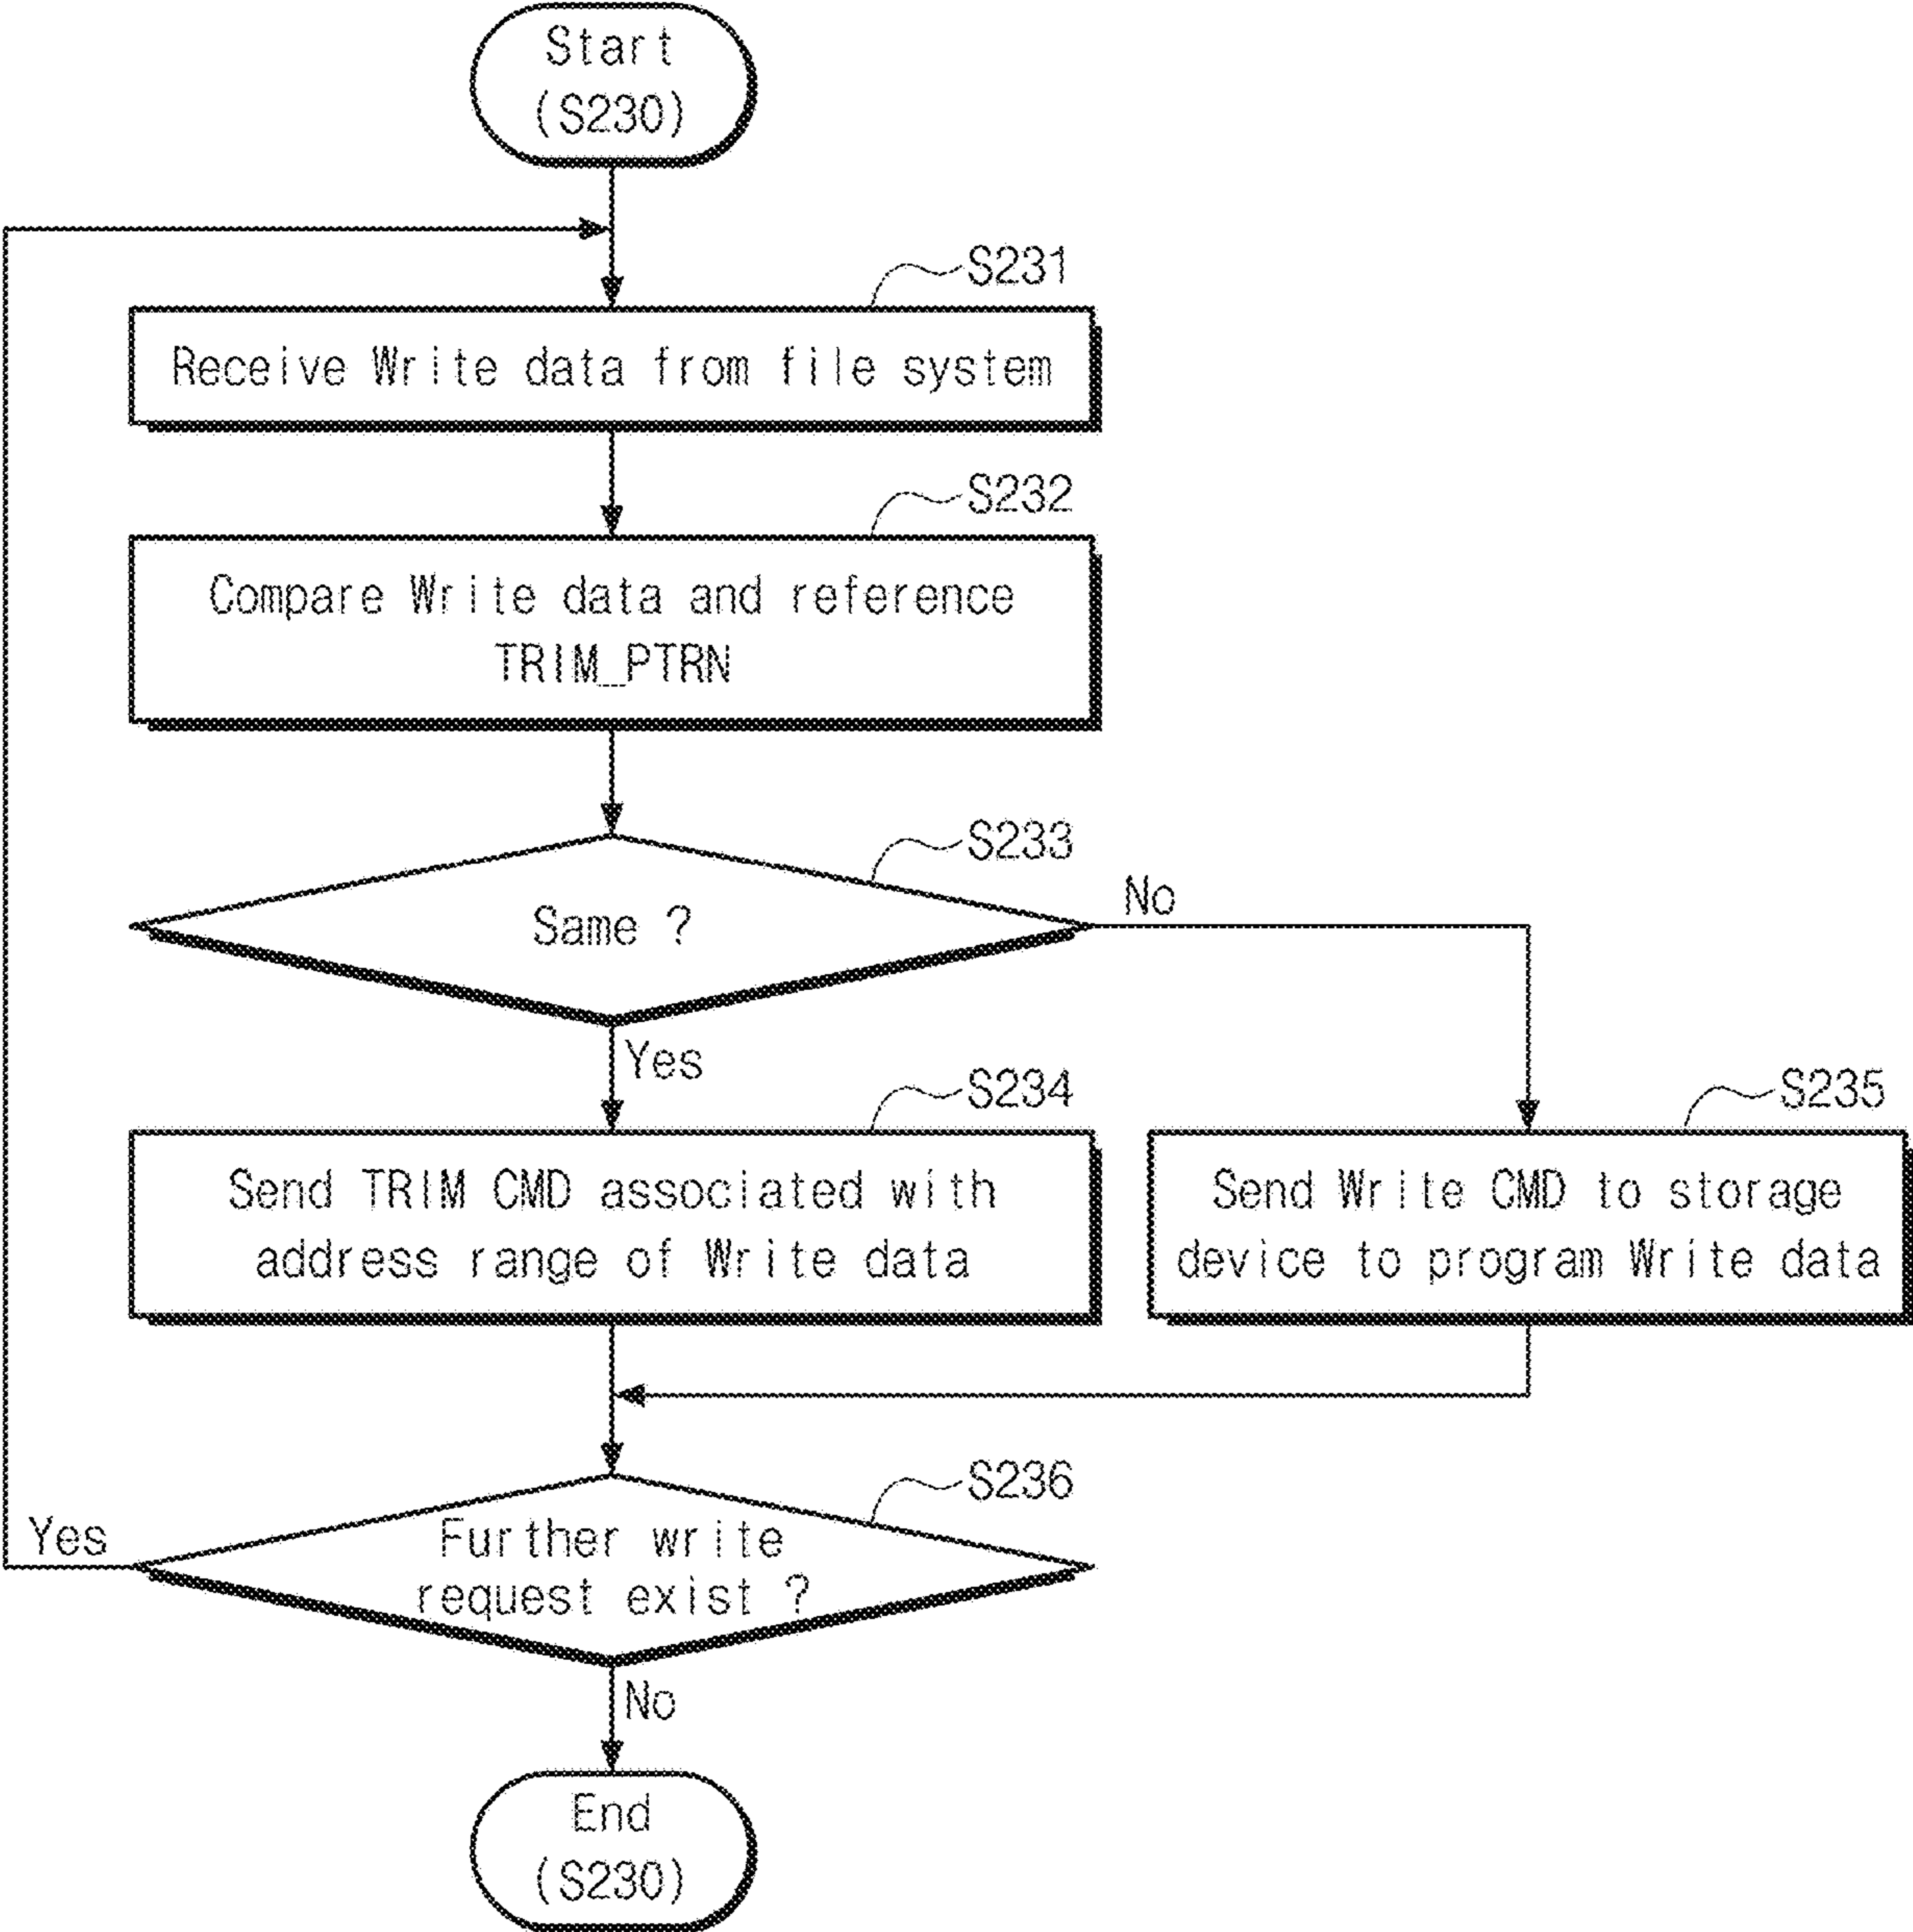 Start
(S230)
S231
Receive Write data from file system
S232
Compare Write data and reference
TRIM_PTRN
S233
Same ?
No
Yes
S234
Send TRIM CMD associated with
address range of Write data
S235
Send Write CMD to storage
device to program Write data
S236
Further write
request exist ?
Yes
No
End
(S230)